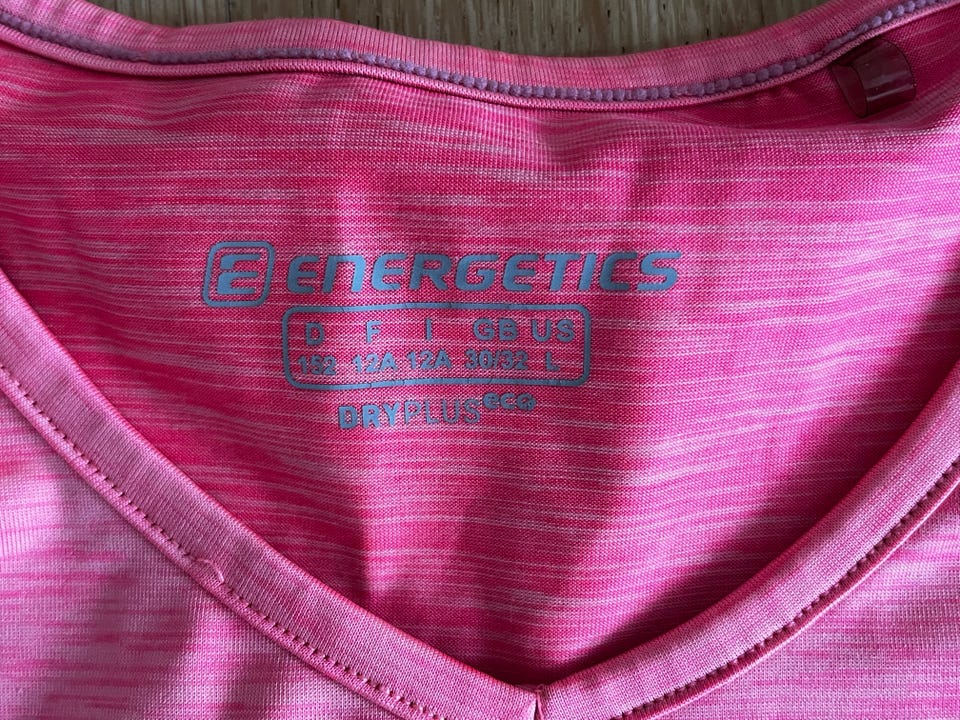 E ENERGETICS
D F I GB US
152 12A 12A 30/32 L
DRYPLUS eco